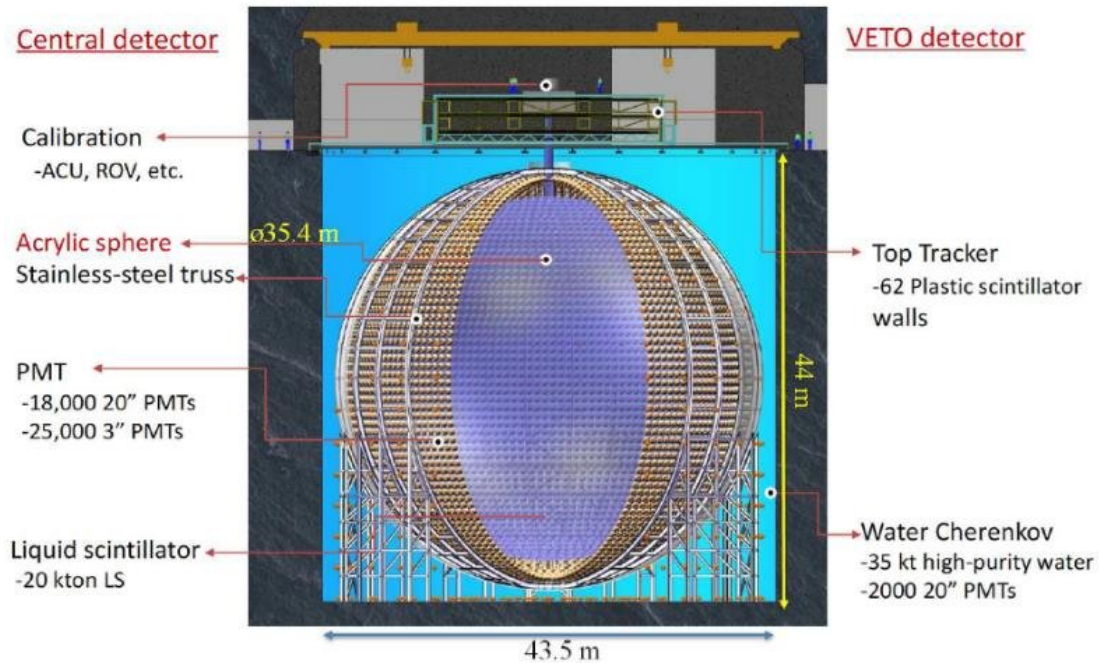 Central detector
VETO detector
Calibration
-ACU, ROV, etc.
Acrylic sphere
ø35.4 m
Stainless-steel truss
Top Tracker
-62 Plastic scintillator
walls
PMT
-18,000 20” PMTs
-25,000 3” PMTs
44 m
Liquid scintillator
-20 kton LS
Water Cherenkov
-35 kt high-purity water
-2000 20” PMTs
43.5 m